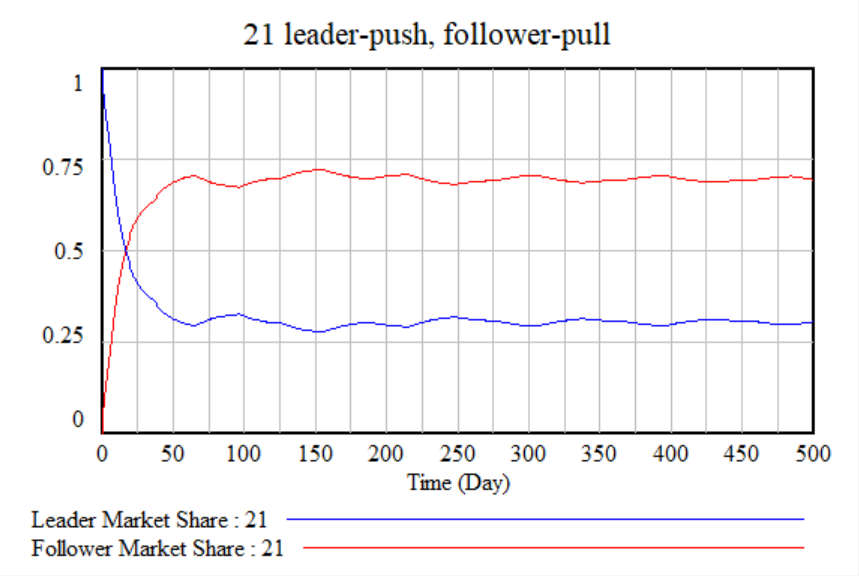 21 leader-push, follower-pull
1
0.75
0.5
0.25
0
0 50 100 150 200 250 300 350 400 450 500
Time (Day)
Leader Market Share : 21
Follower Market Share : 21